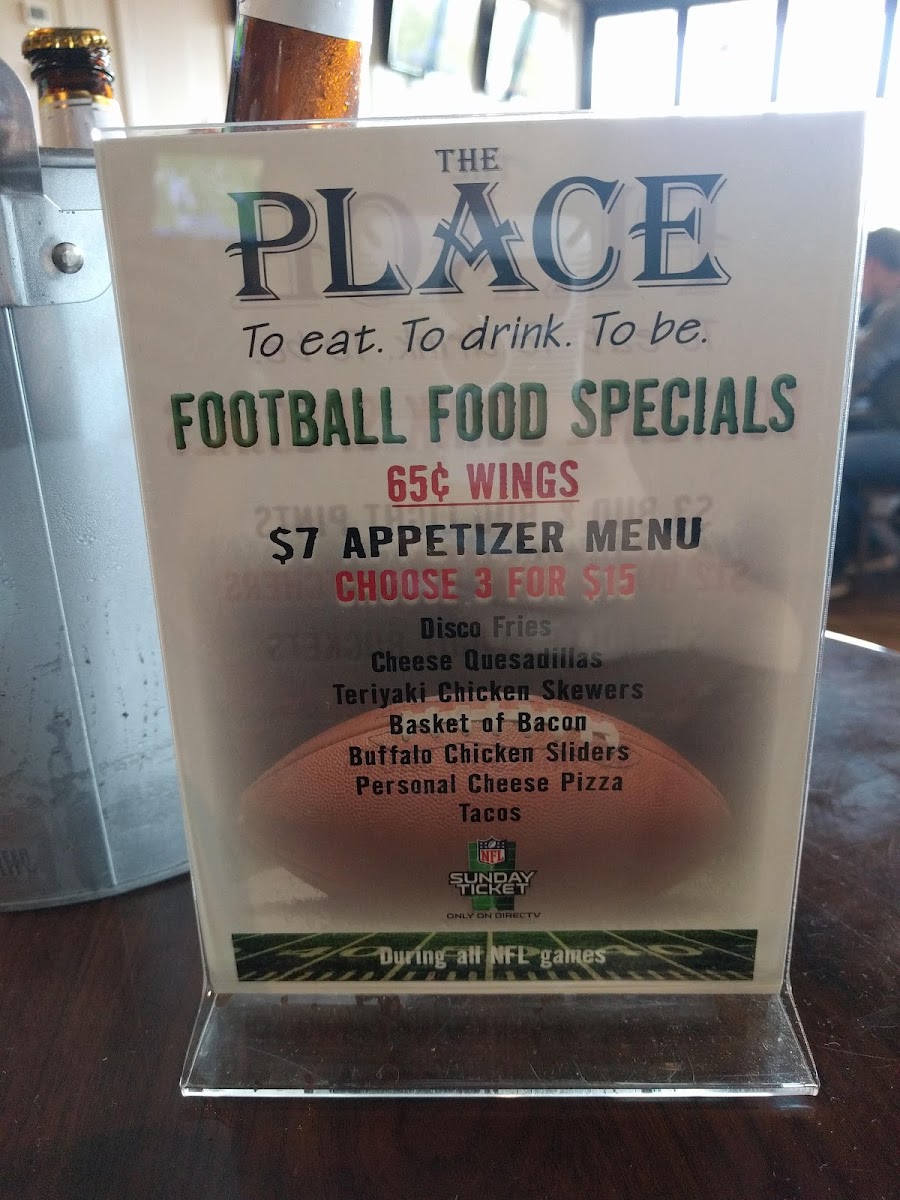 THE
PLACE
To eat. To drink. To be.
FOOTBALL FOOD SPECIALS
65¢ WINGS
$7 APPETIZER MENU
CHOOSE 3 FOR $15
Disco Fries
Cheese Quesadillas
Teriyaki Chicken Skewers
Basket of Bacon
Buffalo Chicken Sliders
Personal Cheese Pizza
Tacos
NFL
SUNDAY
TICKET
ONLY ON DIRECTV
During all NFL games